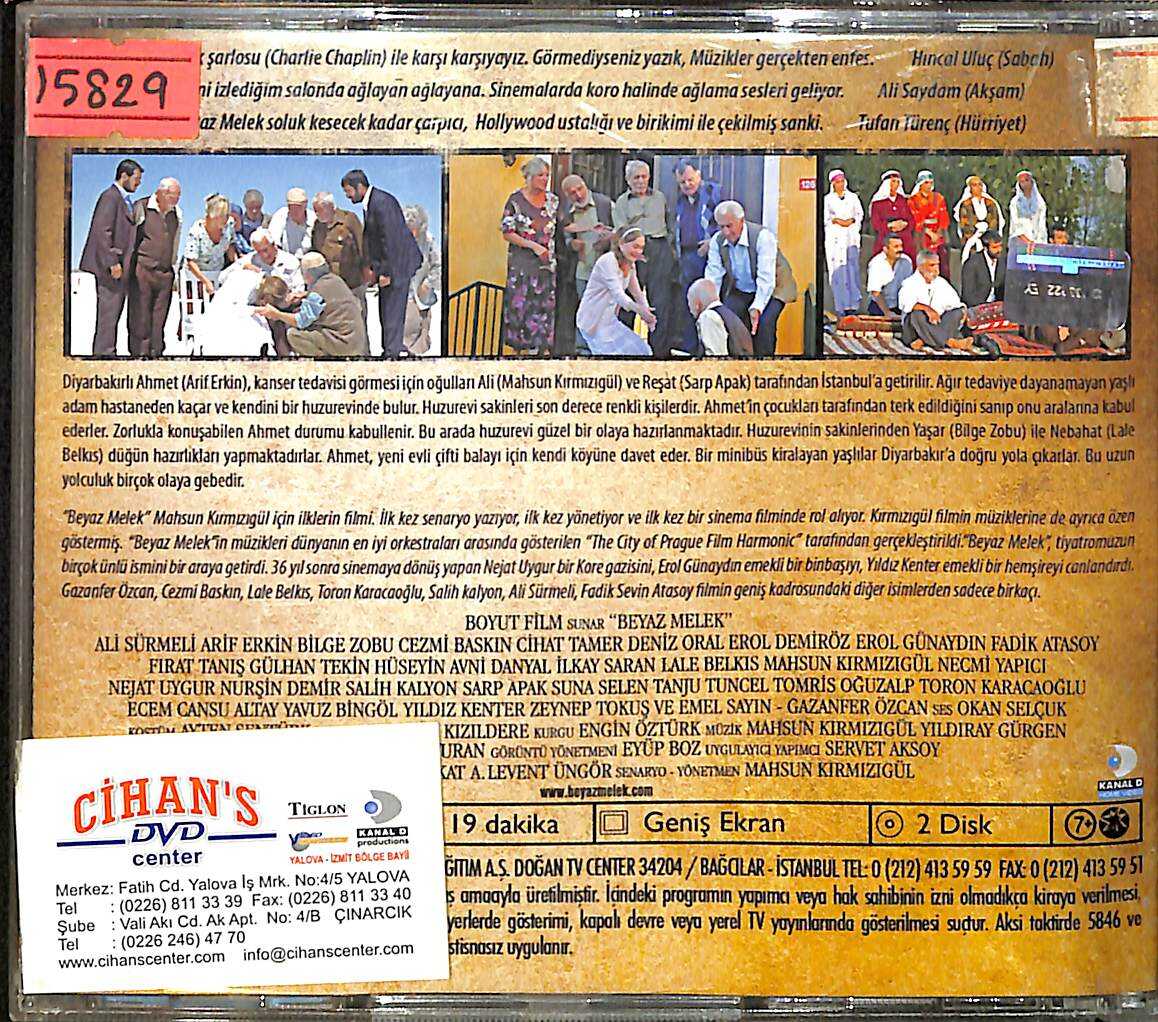 15829
şarlosu (Charlie Chaplin) ile karşı karşıyayız. Görmediyseniz yazık, Müzikler gerçekten enfes. Hıncal Uluç (Sabah)
izlediğim salonda ağlayan ağlayana. Sinemalarda koro halinde ağlama sesleri geliyor. Ali Saydam (Akşam)
Melek soluk kesecek kadar çarpıcı, Hollywood ustalığı ve birikimi ile çekilmiş sanki. Tufan Türenç (Hürriyet)
126
Diyarbakırlı Ahmet (Arif Erkin), kanser tedavisi görmesi için oğulları Ali (Mahsun Kırmızıgül) ve Reşat (Sarp Apak) tarafından İstanbul'a getirilir. Ağır tedaviye dayanamayan yaşlı
adam hastaneden kaçar ve kendini bir huzurevinde bulur. Huzurevi sakinleri son derece renkli kişilerdir. Ahmet'in çocukları tarafından terk edildiğini sanıp onu aralarına kabul
ederler. Zorlukla konuşabilen Ahmet durumu kabullenir. Bu arada huzurevi güzel bir olaya hazırlanmaktadır. Huzurevinin sakinlerinden Yaşar (Bilge Zobu) ile Nebahat (Lale
Belkıs) düğün hazırlıkları yapmaktadırlar. Ahmet, yeni evli çifti balayı için kendi köyüne davet eder. Bir minibüs kiralayan yaşlılar Diyarbakır'a doğru yola çıkarlar. Bu uzun
yolculuk birçok olaya gebedir.
"Beyaz Melek" Mahsun Kırmızıgül için ilklerin filmi. İlk kez senaryo yazıyor, ilk kez yönetiyor ve ilk kez bir sinema filminde rol alıyor. Kırmızıgül filmin müziklerine de ayrıca özen
göstermiş. "Beyaz Melek"in müzikleri dünyanın en iyi orkestraları arasında gösterilen "The City of Prague Film Harmonic" tarafından gerçekleştirildi."Beyaz Melek", tiyatromuzun
birçok ünlü ismini bir araya getirdi. 36 yıl sonra sinemaya dönüş yapan Nejat Uygur bir Kore gazisini, Erol Günaydın emekli bir binbaşıyı, Yıldız Kenter emekli bir hemşireyi canlandırdı.
Gazanfer Özcan, Cezmi Baskın, Lale Belkıs, Toron Karacaoğlu, Salih kalyon, Ali Sürmeli, Fadik Sevin Atasoy filmin geniş kadrosundaki diğer isimlerden sadece birkaçı.
BOYUT FİLM SUNAR "BEYAZ MELEK"
ALİ SÜRMELİ ARİF ERKİN BİLGE ZOBU CEZMİ BASKIN CİHAT TAMER DENİZ ORAL EROL DEMİRÖZ EROL GÜNAYDIN FADİK ATASOY
FIRAT TANIŞ GÜLHAN TEKİN HÜSEYİN AVNİ DANYAL İLKAY SARAN LALE BELKIS MAHSUN KIRMIZIGÜL NECMİ YAPICI
NEJAT UYGUR NURŞİN DEMİR SALİH KALYON SARP APAK SUNA SELEN TANJU TUNCEL TOMRİS OĞUZALP TORON KARACAOĞLU
ECEM CANSU ALTAY YAVUZ BİNGÖL YILDIZ KENTER ZEYNEP TOKUŞ VE EMEL SAYIN - GAZANFER ÖZCAN SES OKAN SELÇUK
KIZILDERE KURGU ENGİN ÖZTÜRK MÜZİK MAHSUN KIRMIZIGÜL YILDIRAY GÜRGEN
URAN GÖRÜNTÜ YÖNETMENİ EYÜP BOZ UYGULAYICI YAPIMCI SERVET AKSOY
KAT A. LEVENT ÜNGÖR SENARYO - YÖNETMEN MAHSUN KIRMIZIGÜL
www.beyazmelek.com
KANAL D
HOME VIDEO
19 dakika Geniş Ekran 2 Disk 7+
ĞITIM A.Ş. DOĞAN TV CENTER 34204 / BAĞCILAR - İSTANBUL TEL: 0 (212) 413 59 59 FAX: 0 (212) 413 59 51
ş amacıyla üretilmiştir. İçindeki programın yapımcı veya hak sahibinin izni olmadıkça kiraya verilmesi,
yerlerde gösterimi, kapalı devre veya yerel TV yayınlarında gösterilmesi suçtur. Aksi taktirde 5846 ve
stisnasız uygulanır.
CİHAN'S
DVD
center
TIGLON
KANAL D
productions
YALOVA - İZMİT BÖLGE BAYİİ
Merkez: Fatih Cd. Yalova İş Mrk. No:4/5 YALOVA
Tel : (0226) 811 33 39 Fax: (0226) 811 33 40
Şube : Vali Akı Cd. Ak Apt. No: 4/B ÇINARCIK
Tel : (0226 246) 47 70
www.cihanscenter.com info@cihanscenter.com